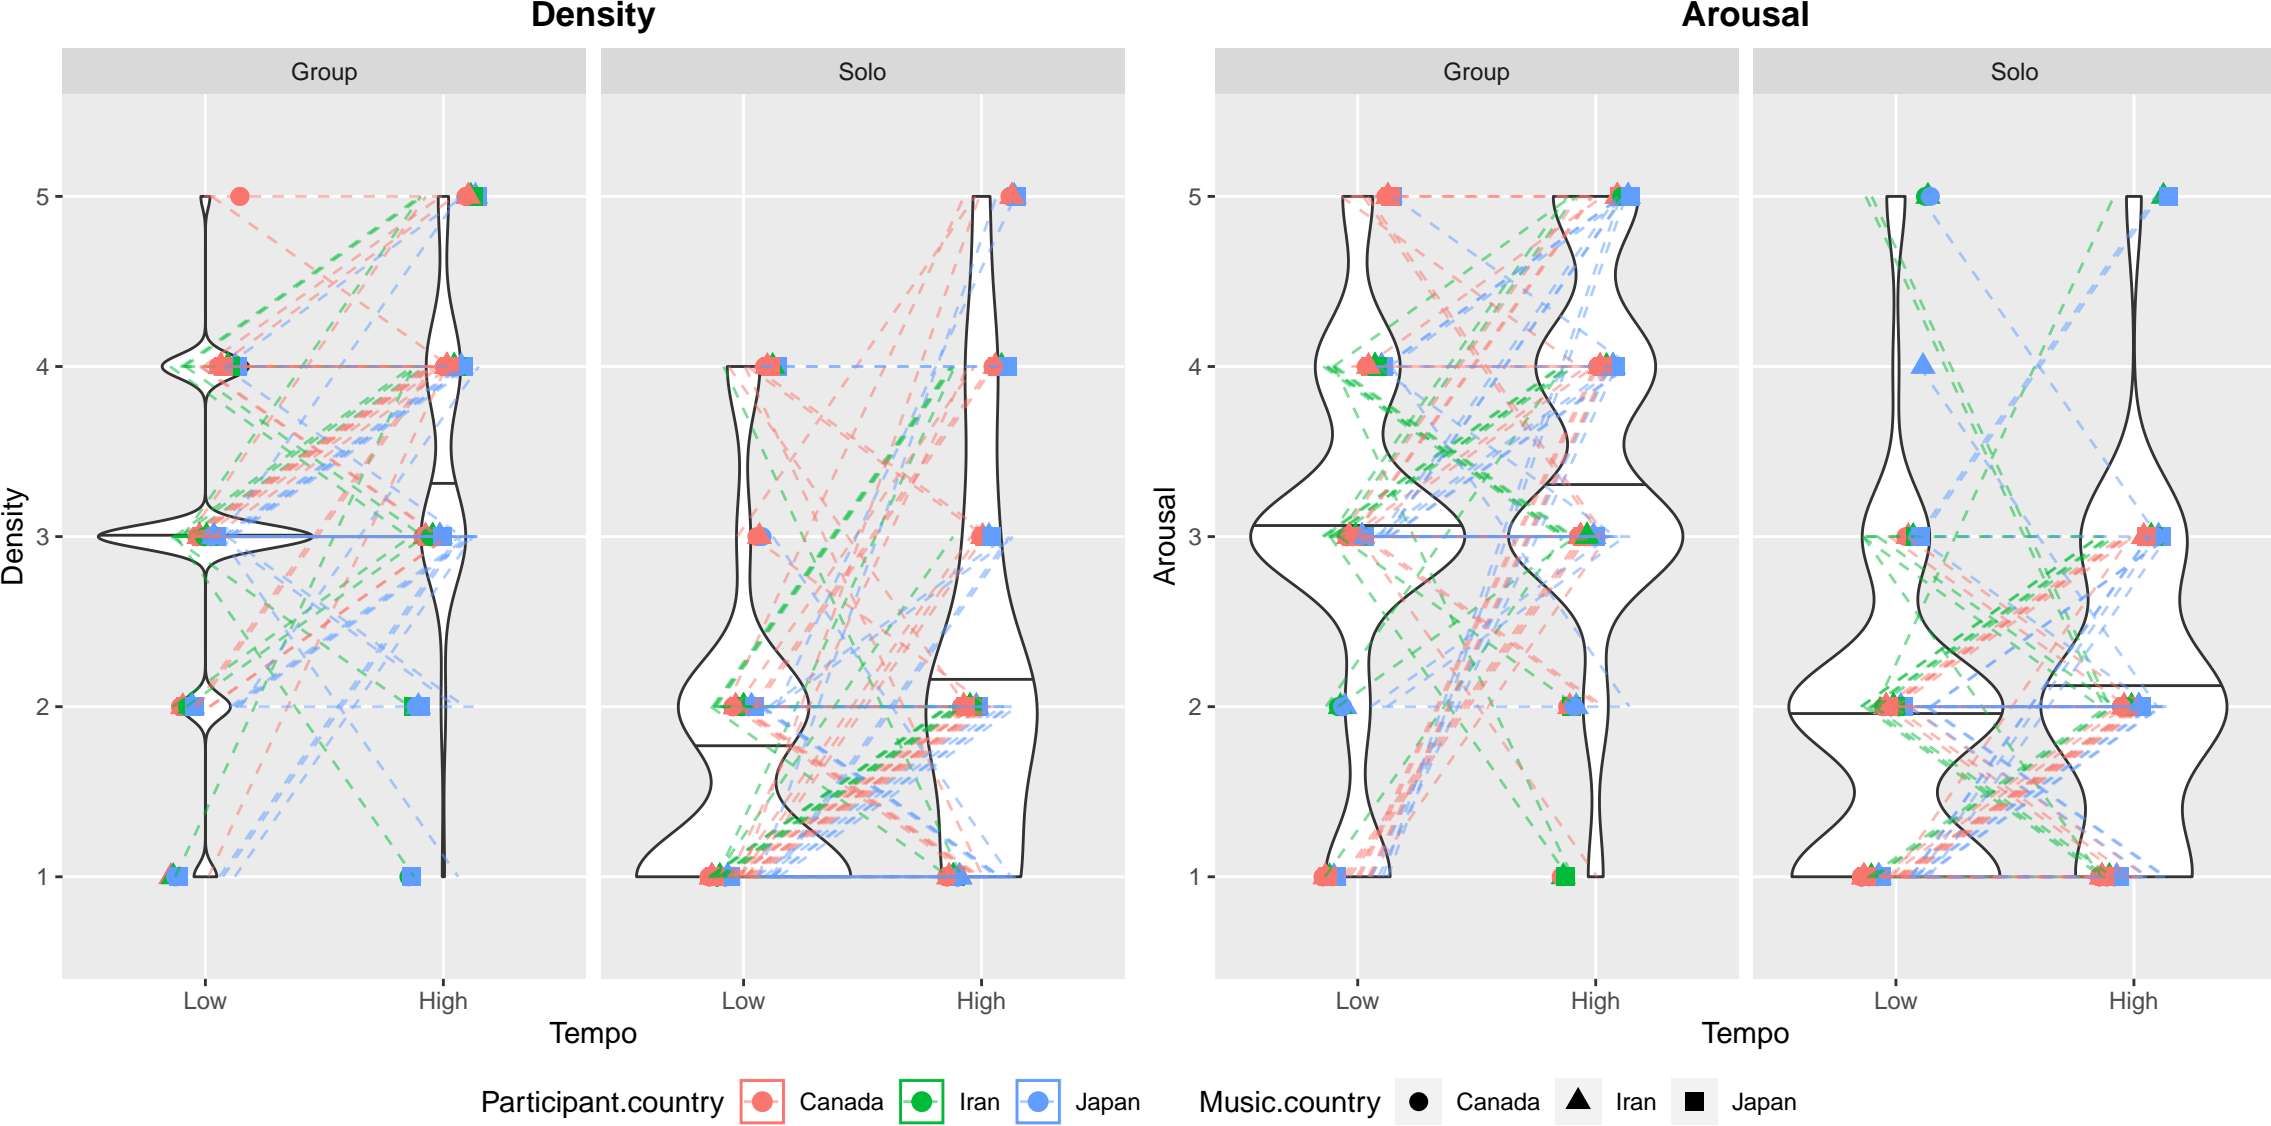 Density
Arousal
Group
Solo
Group
Solo
Density
5
4
3
2
1
Arousal
5
4
3
2
1
Low
High
Low
High
Low
High
Low
High
Tempo
Tempo
Participant.country
Canada
Iran
Japan
Music.country
Canada
Iran
Japan